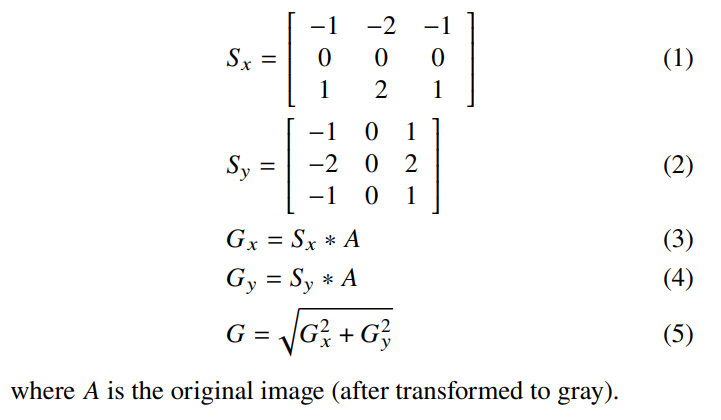 S_x = [ −1 −2 −1
0 0 0
1 2 1 ] (1)
S_y = [ −1 0 1
−2 0 2
−1 0 1 ] (2)
G_x = S_x ∗ A (3)
G_y = S_y ∗ A (4)
G = √(G_x^2 + G_y^2) (5)
where A is the original image (after transformed to gray).